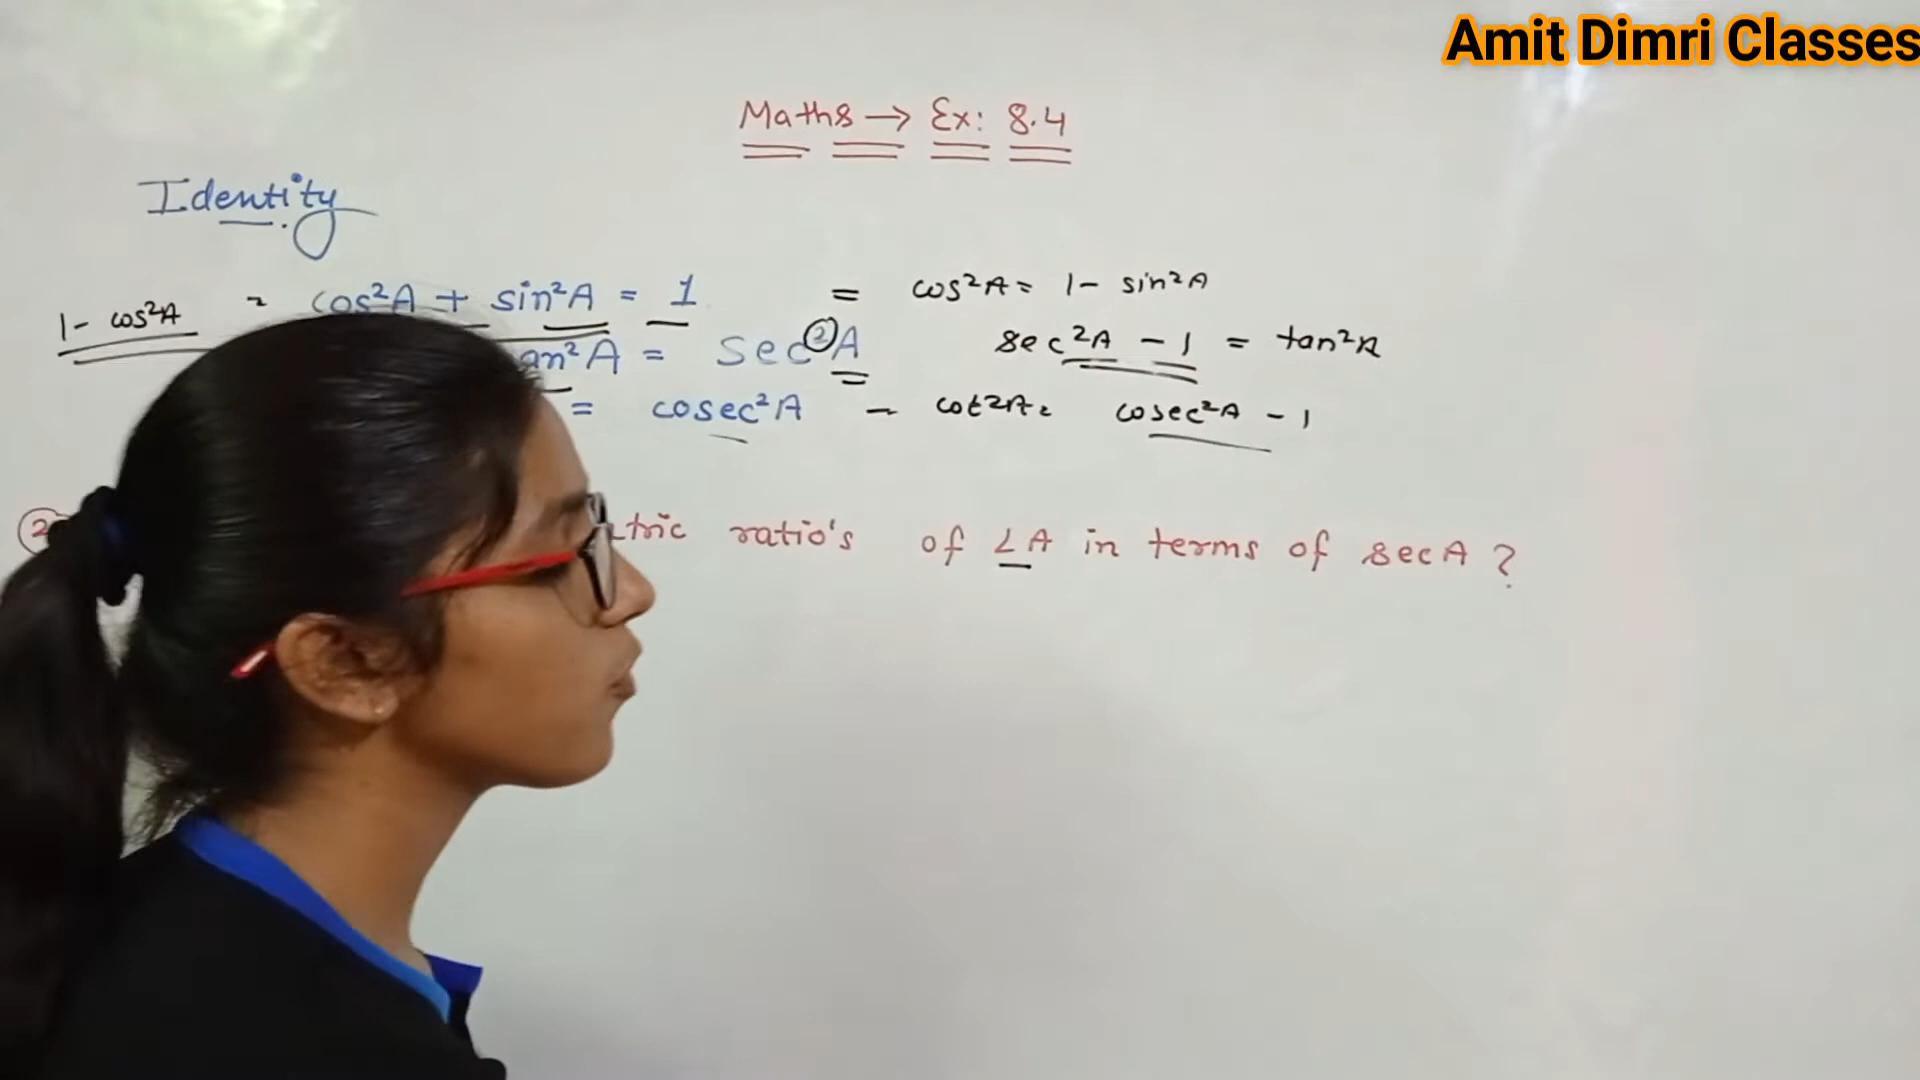 Amit Dimri Classes
Maths → Ex: 8.4
Identity
1 - cos²A = cos²A + sin²A = 1 = cos²A = 1 - sin²A
an²A = sec²A sec²A - 1 = tan²A
= cosec²A - cot²A = cosec²A - 1
② tric ratio's of ∠A in terms of secA ?